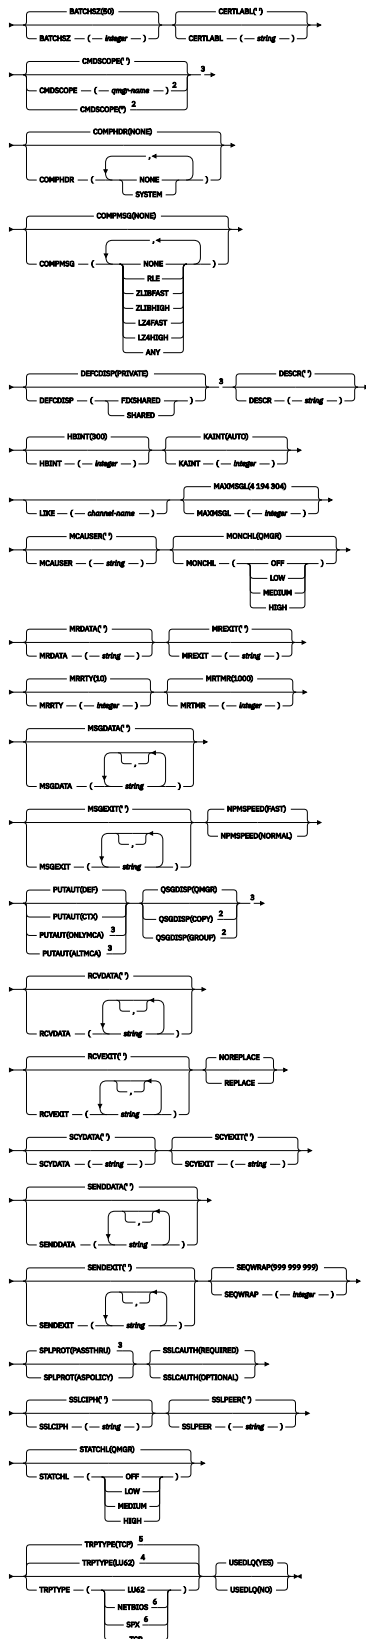 BATCHSZ(50) CERTLABL(' ')
BATCHSZ ( integer ) CERTLABL ( string )
CMDSCOPE(' ') 3
CMDSCOPE ( qmgr-name ) 2
CMDSCOPE(*) 2
COMPHDR(NONE)
,
COMPHDR ( NONE )
SYSTEM
COMPMSG(NONE)
,
COMPMSG ( NONE )
RLE
ZLIBFAST
ZLIBHIGH
LZ4FAST
LZ4HIGH
ANY
DEFCDISP(PRIVATE) 3 DESCR(' ')
DEFCDISP ( FIXSHARED ) DESCR ( string )
SHARED
HBINT(300) KAINT(AUTO)
HBINT ( integer ) KAINT ( integer )
MAXMSGL(4 194 304)
LIKE ( channel-name ) MAXMSGL ( integer )
MCAUSER(' ') MONCHL(QMGR)
MCAUSER ( string ) MONCHL ( OFF )
LOW
MEDIUM
HIGH
MRDATA(' ') MREXIT(' ')
MRDATA ( string ) MREXIT ( string )
MRRTY(10) MRTMR(1000)
MRRTY ( integer ) MRTMR ( integer )
MSGDATA(' ')
,
MSGDATA ( string )
MSGEXIT(' ') NPMSPEED(FAST)
, NPMSPEED(NORMAL)
MSGEXIT ( string )
PUTAUT(DEF) QSGDISP(QMGR) 3
PUTAUT(CTX) QSGDISP(COPY) 2
PUTAUT(ONLYMCA) 3 QSGDISP(GROUP) 2
PUTAUT(ALTMCA) 3
RCVDATA(' ')
,
RCVDATA ( string )
RCVEXIT(' ') NOREPLACE
, REPLACE
RCVEXIT ( string )
SCYDATA(' ') SCYEXIT(' ')
SCYDATA ( string ) SCYEXIT ( string )
SENDDATA(' ')
,
SENDDATA ( string )
SENDEXIT(' ') SEQWRAP(999 999 999)
, SEQWRAP ( integer )
SENDEXIT ( string )
SPLPROT(PASSTHRU) 3 SSLCAUTH(REQUIRED)
SPLPROT(ASPOLICY) SSLCAUTH(OPTIONAL)
SSLCIPH(' ') SSLPEER(' ')
SSLCIPH ( string ) SSLPEER ( string )
STATCHL(QMGR)
STATCHL ( OFF )
LOW
MEDIUM
HIGH
TRPTYPE(TCP) 5
TRPTYPE(LU62) 4 USEDLQ(YES)
TRPTYPE ( LU62 ) USEDLQ(NO)
NETBIOS 6
SPX 6